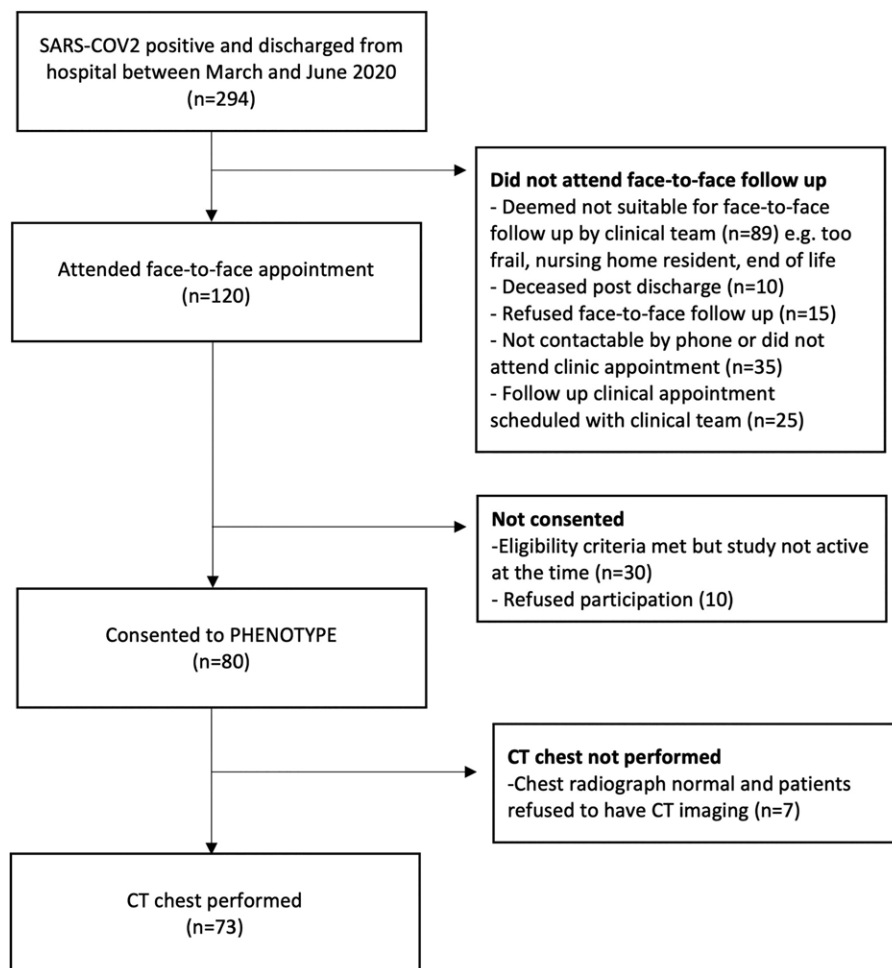 SARS-COV2 positive and discharged from
hospital between March and June 2020
(n=294)
Did not attend face-to-face follow up
- Deemed not suitable for face-to-face
follow up by clinical team (n=89) e.g. too
frail, nursing home resident, end of life
- Deceased post discharge (n=10)
- Refused face-to-face follow up (n=15)
- Not contactable by phone or did not
attend clinic appointment (n=35)
- Follow up clinical appointment
scheduled with clinical team (n=25)
Attended face-to-face appointment
(n=120)
Not consented
-Eligibility criteria met but study not active
at the time (n=30)
- Refused participation (10)
Consented to PHENOTYPE
(n=80)
CT chest not performed
-Chest radiograph normal and patients
refused to have CT imaging (n=7)
CT chest performed
(n=73)